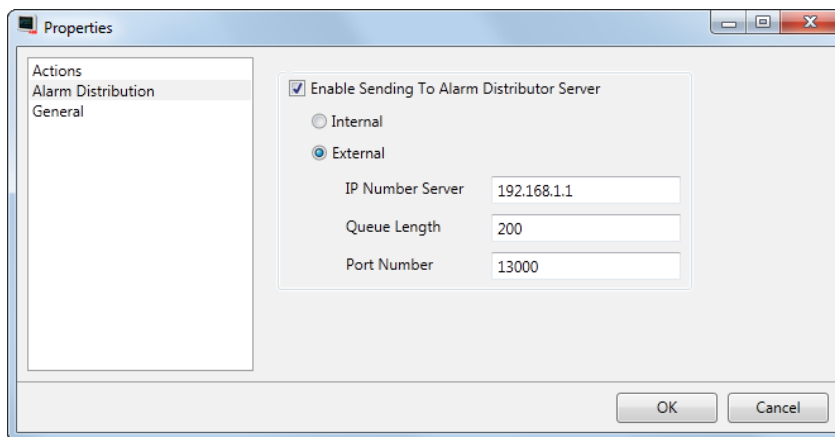 Properties
Actions
Alarm Distribution
General
Enable Sending To Alarm Distributor Server
Internal
External
IP Number Server 192.168.1.1
Queue Length 200
Port Number 13000
OK Cancel